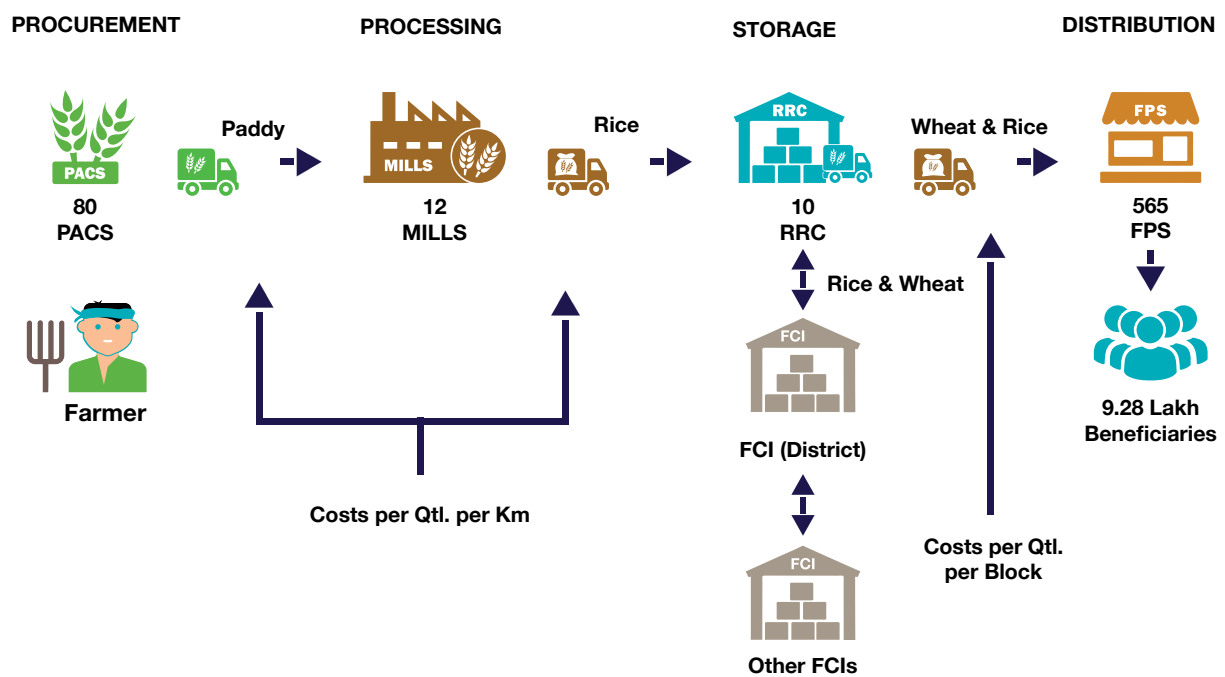 PROCUREMENT
PROCESSING
STORAGE
DISTRIBUTION
PACS
80
PACS
Paddy
MILLS
12
MILLS
Rice
RRC
10
RRC
Wheat & Rice
FPS
565
FPS
Farmer
Costs per Qtl. per Km
Rice & Wheat
FCI
FCI (District)
FCI
Other FCIs
Costs per Qtl.
per Block
9.28 Lakh
Beneficiaries